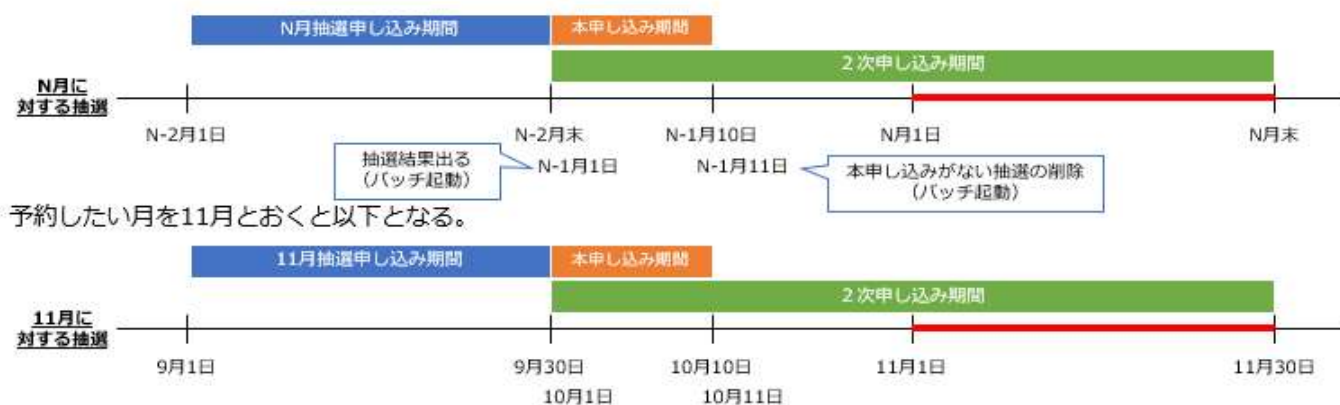 N月抽選申し込み期間
本申し込み期間
2次申し込み期間
N月に
対する抽選
N-2月1日
N-2月末
N-1月10日
N月1日
N月末
抽選結果出る
(バッチ起動)
N-1月1日
N-1月11日
本申し込みがない抽選の削除
(バッチ起動)
予約したい月を11月とおくと以下となる。
11月抽選申し込み期間
本申し込み期間
2次申し込み期間
11月に
対する抽選
9月1日
9月30日
10月10日
11月1日
11月30日
10月1日
10月11日